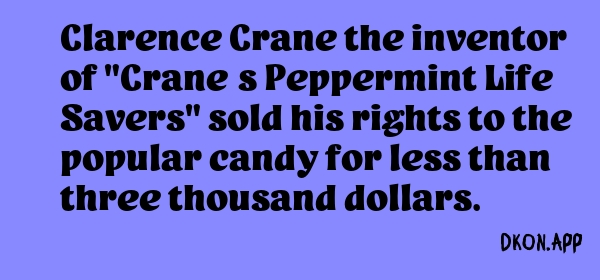 Clarence Crane the inventor
of "Crane s Peppermint Life
Savers" sold his rights to the
popular candy for less than
three thousand dollars.
DKON.APP